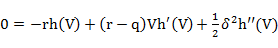 0 = −rh(V) + (r − q)Vh′(V) + ½δ²h′′(V)